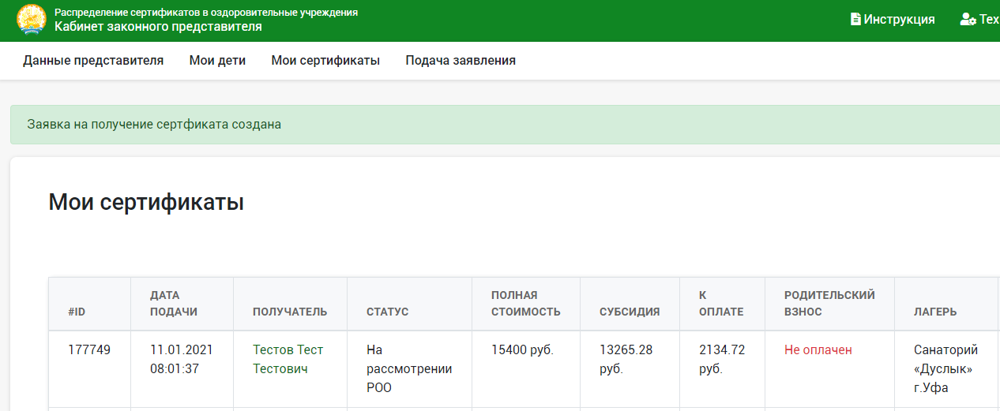 Распределение сертификатов в оздоровительные учреждения
Кабинет законного представителя
Инструкция
Тех
Данные представителя Мои дети Мои сертификаты Подача заявления
Заявка на получение сертфиката создана
Мои сертификаты
#ID ДАТА ПОДАЧИ ПОЛУЧАТЕЛЬ СТАТУС ПОЛНАЯ СТОИМОСТЬ СУБСИДИЯ К ОПЛАТЕ РОДИТЕЛЬСКИЙ ВЗНОС ЛАГЕРЬ
177749 11.01.2021 Тестов Тест На 15400 руб. 13265.28 2134.72 Не оплачен Санаторий
08:01:37 Тестович рассмотрении руб. руб. «Дуслык»
РОО г.Уфа